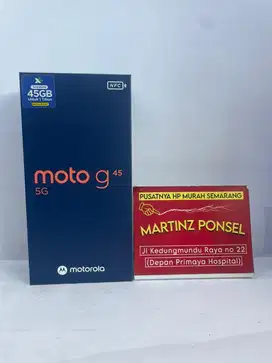 45GB
NFC
moto g 45
5G
motorola
PUSATNYA HP MURAH SEMARANG
MARTINZ PONSEL
Jl Kedungmundu Raya no 22
(Depan Primaya Hospital)